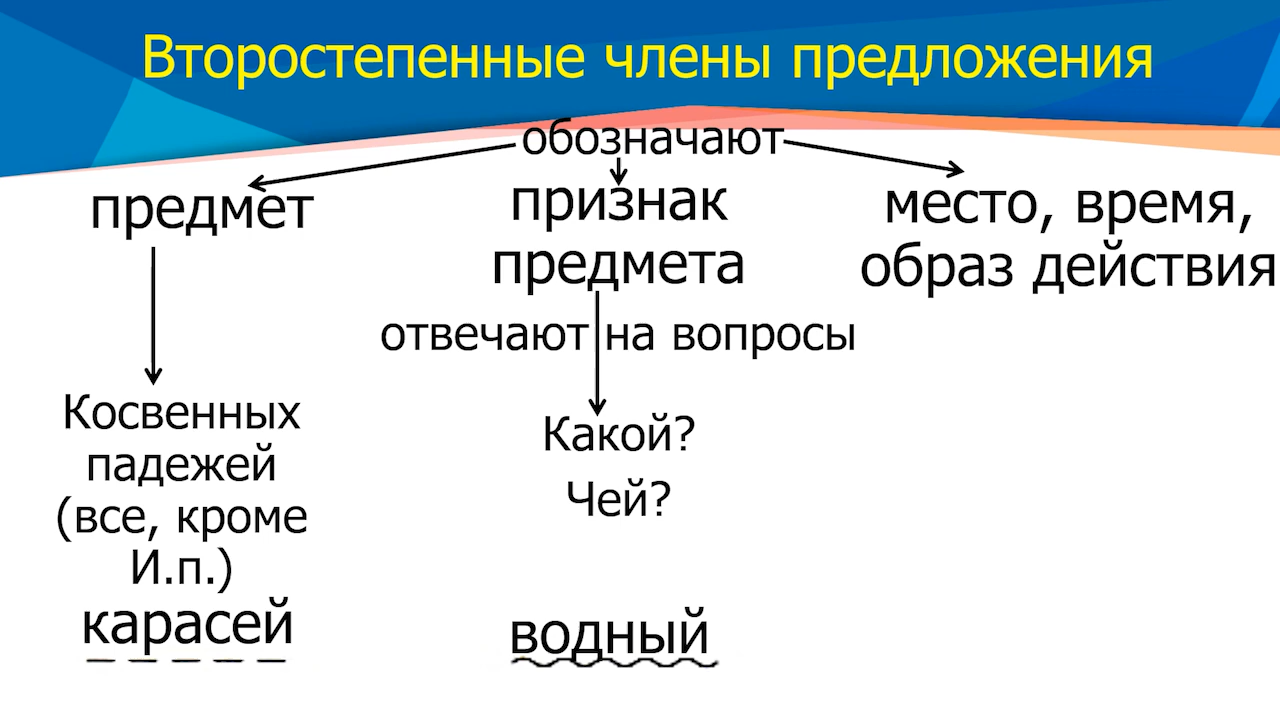 Второстепенные члены предложения
обозначают
предмет
признак
предмета
место, время,
образ действия
отвечают на вопросы
Косвенных
падежей
(все, кроме
И.п.)
карасей
Какой?
Чей?
водный